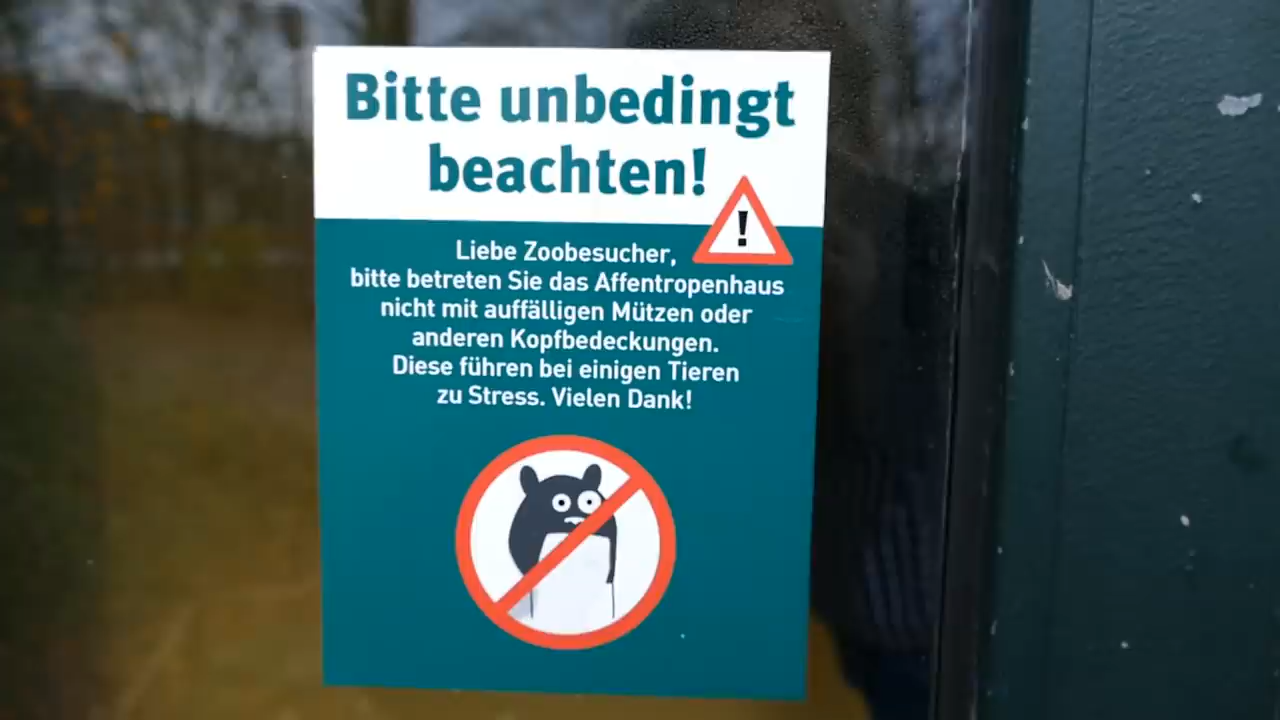 Bitte unbedingt
beachten!
!
Liebe Zoobesucher,
bitte betreten Sie das Affentropenhaus
nicht mit auffälligen Mützen oder
anderen Kopfbedeckungen.
Diese führen bei einigen Tieren
zu Stress. Vielen Dank!